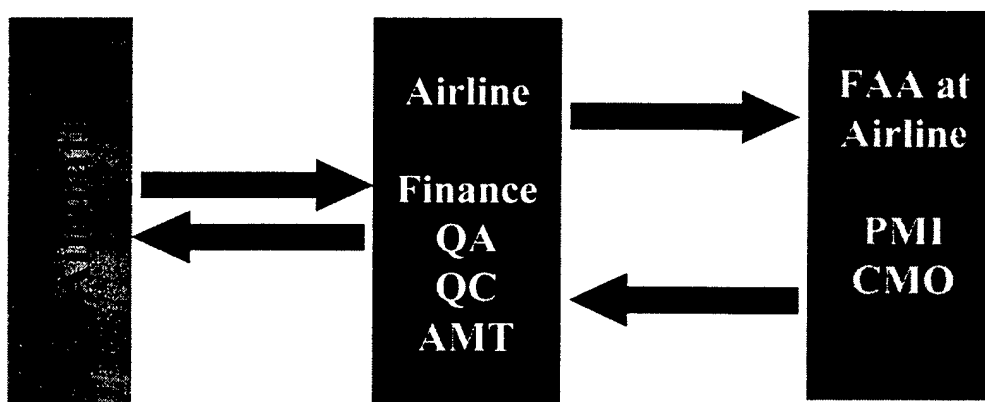 Airline
Finance
QA
QC
AMT
FAA at
Airline
PMI
CMO